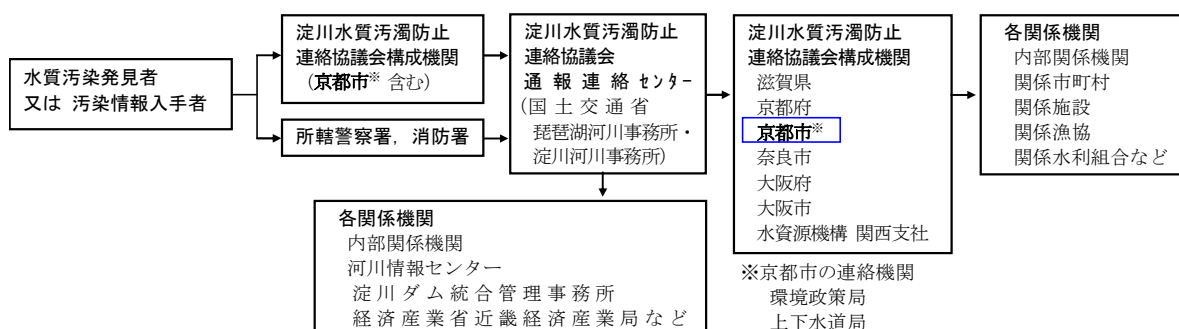 水質汚染発見者
又は 汚染情報入手者
淀川水質汚濁防止
連絡協議会構成機関
(京都市※ 含む)
所轄警察署，消防署
淀川水質汚濁防止
連絡協議会
通報連絡センター
(国土交通省
琵琶湖河川事務所・
淀川河川事務所)
淀川水質汚濁防止
連絡協議会構成機関
滋賀県
京都府
京都市※
奈良市
大阪府
大阪市
水資源機構 関西支社
各関係機関
内部関係機関
関係市町村
関係施設
関係漁協
関係水利組合など
各関係機関
内部関係機関
河川情報センター
淀川ダム統合管理事務所
経済産業省近畿経済産業局など
※京都市の連絡機関
環境政策局
上下水道局